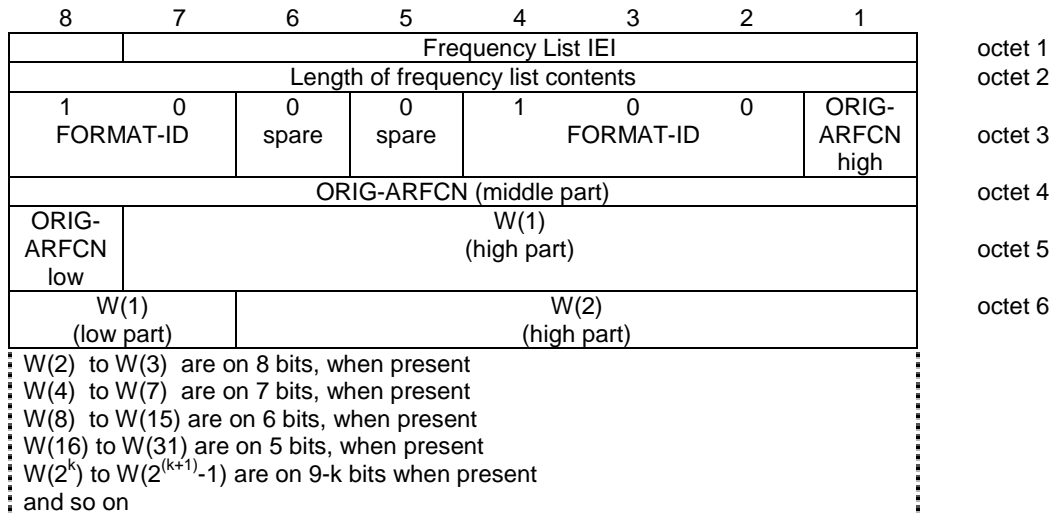 8 7 6 5 4 3 2 1
Frequency List IEI octet 1
Length of frequency list contents octet 2
1 0 0 0 1 0 0 ORIG-
FORMAT-ID spare spare FORMAT-ID ARFCN octet 3
high
ORIG-ARFCN (middle part) octet 4
ORIG- W(1)
ARFCN (high part) octet 5
low
W(1) W(2) octet 6
(low part) (high part)
W(2) to W(3) are on 8 bits, when present
W(4) to W(7) are on 7 bits, when present
W(8) to W(15) are on 6 bits, when present
W(16) to W(31) are on 5 bits, when present
W(2^k) to W(2^(k+1)-1) are on 9-k bits when present
and so on